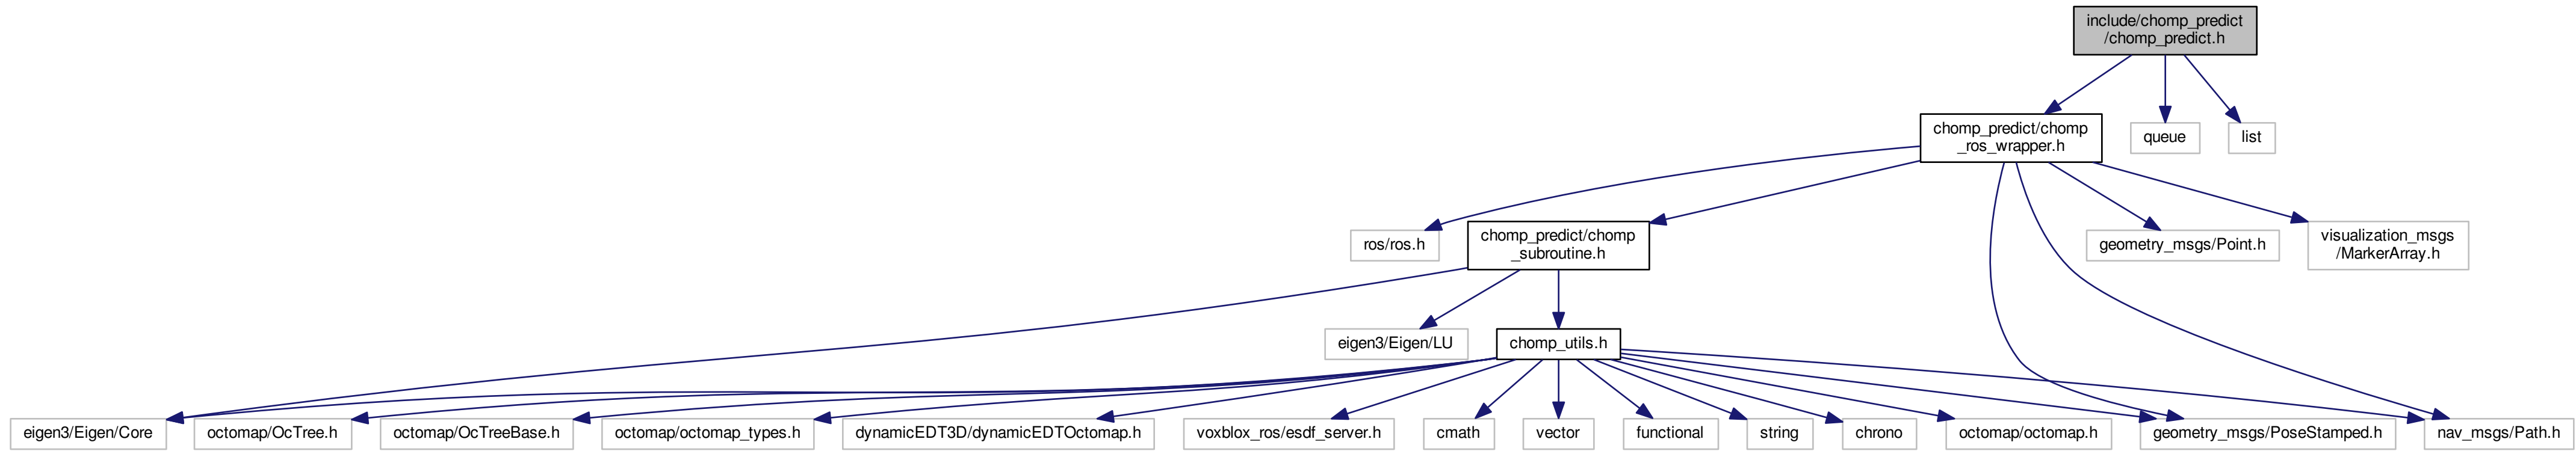 include/chomp_predict
/chomp_predict.h
chomp_predict/chomp
_ros_wrapper.h
queue
list
ros/ros.h
chomp_predict/chomp
_subroutine.h
geometry_msgs/Point.h
visualization_msgs
/MarkerArray.h
eigen3/Eigen/LU
chomp_utils.h
eigen3/Eigen/Core
octomap/OcTree.h
octomap/OcTreeBase.h
octomap/octomap_types.h
dynamicEDT3D/dynamicEDTOctomap.h
voxblox_ros/esdf_server.h
cmath
vector
functional
string
chrono
octomap/octomap.h
geometry_msgs/PoseStamped.h
nav_msgs/Path.h